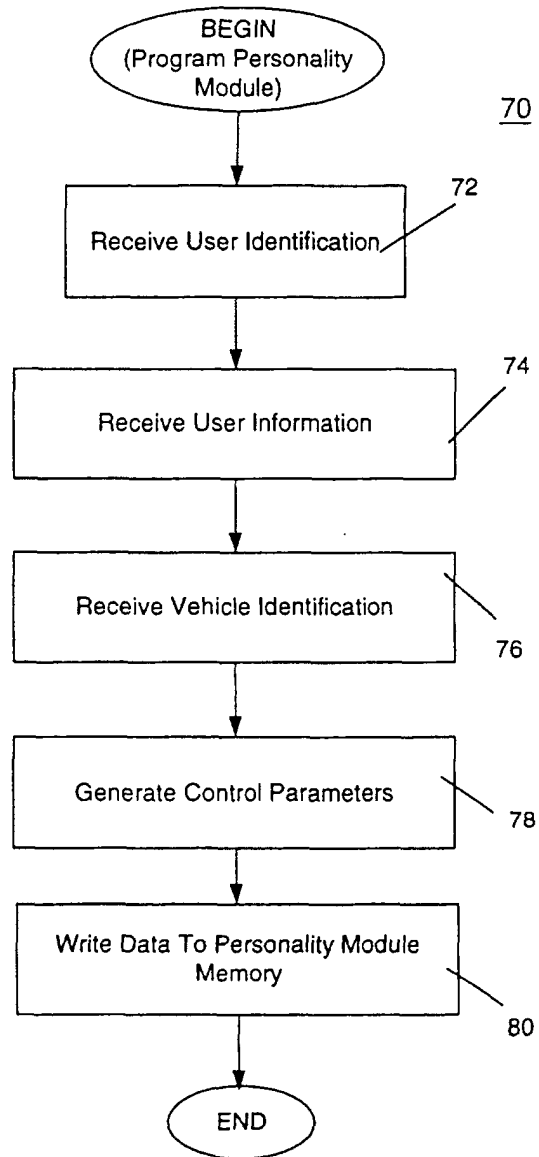 BEGIN
(Program Personality
Module)
70
72
Receive User Identification
74
Receive User Information
Receive Vehicle Identification
76
Generate Control Parameters
78
Write Data To Personality Module
Memory
80
END